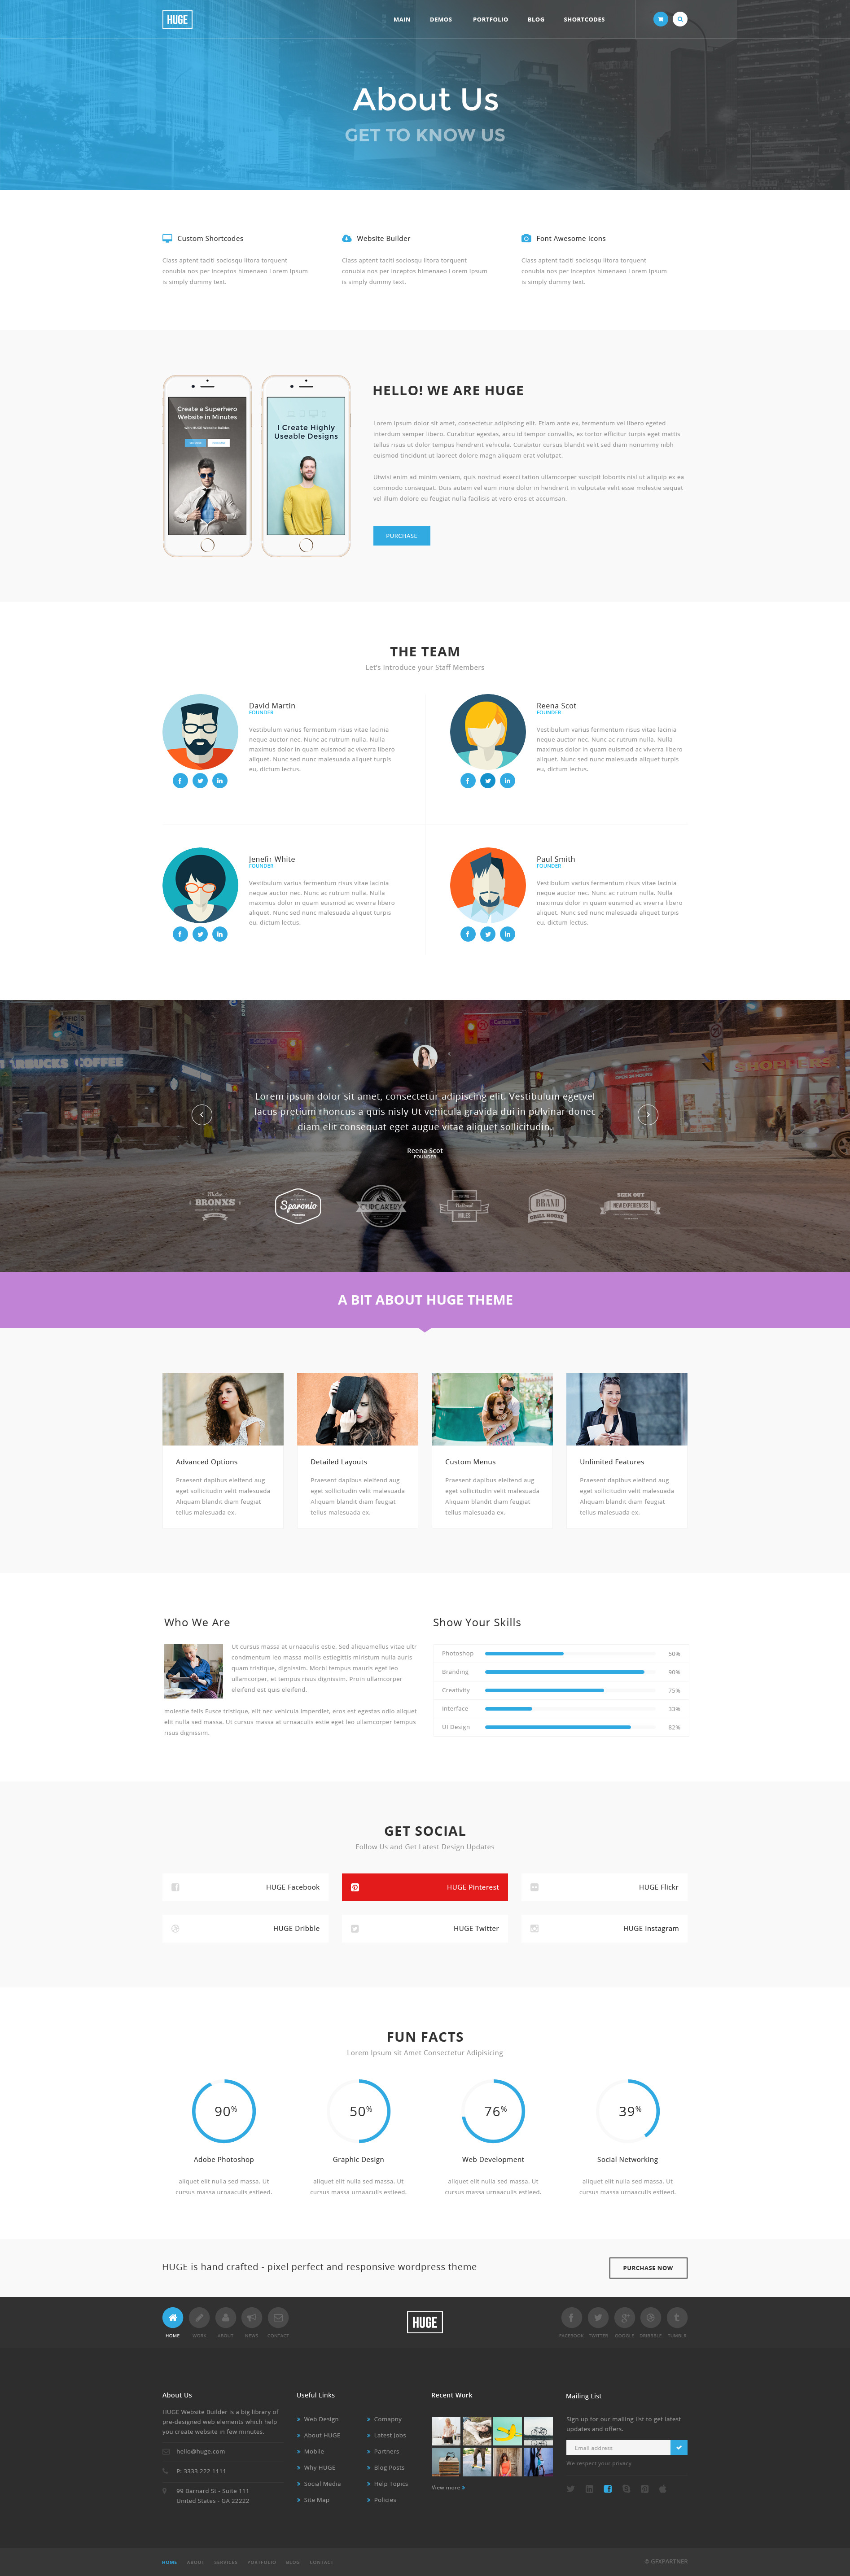 HUGE
MAIN
DEMOS
PORTFOLIO
BLOG
SHORTCODES
About Us
GET TO KNOW US
Custom Shortcodes
Class aptent taciti sociosqu litora torquent
conubia nos per inceptos himenaeo Lorem Ipsum
is simply dummy text.
Website Builder
Class aptent taciti sociosqu litora torquent
conubia nos per inceptos himenaeo Lorem Ipsum
is simply dummy text.
Font Awesome Icons
Class aptent taciti sociosqu litora torquent
conubia nos per inceptos himenaeo Lorem Ipsum
is simply dummy text.
Create a Superhero
Website in Minutes
with HUGE Website Builder.
I Create Highly
Useable Designs
HELLO! WE ARE HUGE
Lorem ipsum dolor sit amet, consectetur adipiscing elit. Etiam ante ex, fermentum vel libero egeted
interdum semper libero. Curabitur egestas, arcu id tempor convallis, ex tortor efficitur turpis eget mattis
tellus risus ut dolor tempus hendrerit vehicula. Curabitur cursus blandit velit sed diam nonummy nibh
euismod tincidunt ut laoreet dolore magn aliquam erat volutpat.
Utwisi enim ad minim veniam, quis nostrud exerci tation ullamcorper suscipit lobortis nisl ut aliquip ex ea
commodo consequat. Duis autem vel eum iriure dolor in hendrerit in vulputate velit esse molestie sequat
vel illum dolore eu feugiat nulla facilisis at vero eros et accumsan.
PURCHASE
THE TEAM
Let's Introduce your Staff Members
David Martin
FOUNDER
Vestibulum varius fermentum risus vitae lacinia
neque auctor nec. Nunc ac rutrum nulla. Nulla
maximus dolor in quam euismod ac viverra libero
aliquet. Nunc sed nunc malesuada aliquet turpis
eu, dictum lectus.
Reena Scot
FOUNDER
Vestibulum varius fermentum risus vitae lacinia
neque auctor nec. Nunc ac rutrum nulla. Nulla
maximus dolor in quam euismod ac viverra libero
aliquet. Nunc sed nunc malesuada aliquet turpis
eu, dictum lectus.
Jenefir White
FOUNDER
Vestibulum varius fermentum risus vitae lacinia
neque auctor nec. Nunc ac rutrum nulla. Nulla
maximus dolor in quam euismod ac viverra libero
aliquet. Nunc sed nunc malesuada aliquet turpis
eu, dictum lectus.
Paul Smith
FOUNDER
Vestibulum varius fermentum risus vitae lacinia
neque auctor nec. Nunc ac rutrum nulla. Nulla
maximus dolor in quam euismod ac viverra libero
aliquet. Nunc sed nunc malesuada aliquet turpis
eu, dictum lectus.
Lorem ipsum dolor sit amet, consectetur adipiscing elit. Vestibulum egetvel
lacus pretium rhoncus a quis nisly Ut vehicula gravida dui in pulvinar donec
diam elit consequat eget augue vitae aliquet sollicitudin.
Reena Scot
FOUNDER
BRONXS
Sparonio
CUPCAKERY
National
MILES
BRAND
GRILL HOUSE
SEEK OUT
NEW EXPERIENCES
A BIT ABOUT HUGE THEME
Advanced Options
Praesent dapibus eleifend aug
eget sollicitudin velit malesuada
Aliquam blandit diam feugiat
tellus malesuada ex.
Detailed Layouts
Praesent dapibus eleifend aug
eget sollicitudin velit malesuada
Aliquam blandit diam feugiat
tellus malesuada ex.
Custom Menus
Praesent dapibus eleifend aug
eget sollicitudin velit malesuada
Aliquam blandit diam feugiat
tellus malesuada ex.
Unlimited Features
Praesent dapibus eleifend aug
eget sollicitudin velit malesuada
Aliquam blandit diam feugiat
tellus malesuada ex.
Who We Are
Ut cursus massa at urnaaculis estie. Sed aliquamellus vitae ultr
condmentum leo massa mollis estiegittis miristum nulla auris
quam tristique, dignissim. Morbi tempus mauris eget leo
ullamcorper, et tempus risus dignissim. Proin ullamcorper
eleifend est quis eleifend.
molestie felis Fusce tristique, elit nec vehicula imperdiet, eros est egestas odio aliquet
elit nulla sed massa. Ut cursus massa at urnaaculis estie eget leo ullamcorper tempus
risus dignissim.
Show Your Skills
Photoshop 50%
Branding 90%
Creativity 75%
Interface 33%
UI Design 82%
GET SOCIAL
Follow Us and Get Latest Design Updates
HUGE Facebook
HUGE Pinterest
HUGE Flickr
HUGE Dribble
HUGE Twitter
HUGE Instagram
FUN FACTS
Lorem Ipsum sit Amet Consectetur Adipisicing
90%
50%
76%
39%
Adobe Photoshop
aliquet elit nulla sed massa. Ut
cursus massa urnaaculis estieed.
Graphic Design
aliquet elit nulla sed massa. Ut
cursus massa urnaaculis estieed.
Web Development
aliquet elit nulla sed massa. Ut
cursus massa urnaaculis estieed.
Social Networking
aliquet elit nulla sed massa. Ut
cursus massa urnaaculis estieed.
HUGE is hand crafted - pixel perfect and responsive wordpress theme
PURCHASE NOW
HOME
WORK
ABOUT
NEWS
CONTACT
HUGE
FACEBOOK
TWITTER
GOOGLE
DRIBBBLE
TUMBLR
About Us
HUGE Website Builder is a big library of
pre-designed web elements which help
you create website in few minutes.
hello@huge.com
P: 3333 222 1111
99 Barnard St - Suite 111
United States - GA 22222
Useful Links
Web Design
About HUGE
Mobile
Why HUGE
Social Media
Site Map
Comapny
Latest Jobs
Partners
Blog Posts
Help Topics
Policies
Recent Work
View more »
Mailing List
Sign up for our mailing list to get latest
updates and offers.
Email address
We respect your privacy
HOME
ABOUT
SERVICES
PORTFOLIO
BLOG
CONTACT
© GFXPARTNER